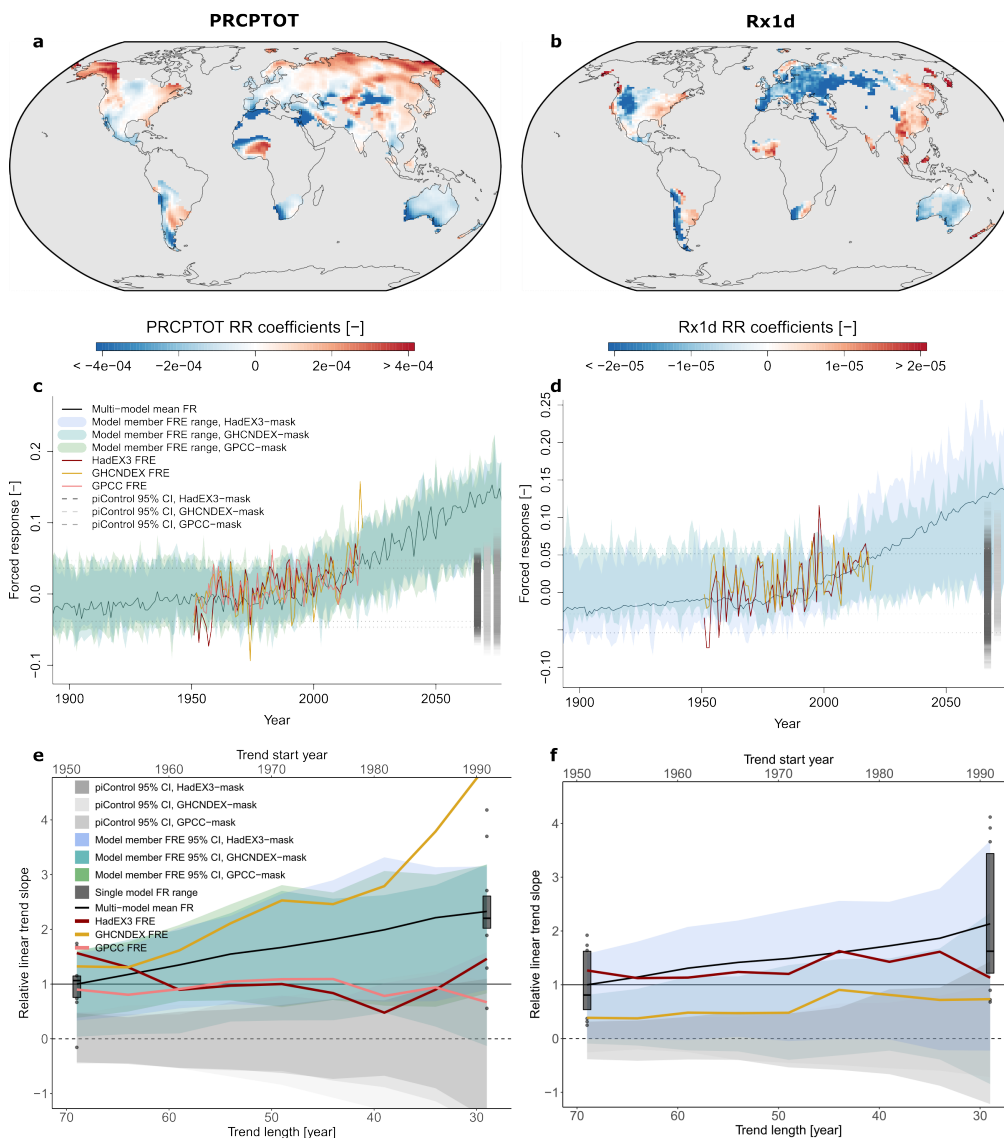 PRCPTOT
Rx1d
a
b
PRCPTOT RR coefficients [−]
< −4e−04
−2e−04
0
2e−04
> 4e−04
Rx1d RR coefficients [−]
< −2e−05
−1e−05
0
1e−05
> 2e−05
c
Multi−model mean FR
Model member FRE range, HadEX3−mask
Model member FRE range, GHCNDEX−mask
Model member FRE range, GPCC−mask
HadEX3 FRE
GHCNDEX FRE
GPCC FRE
piControl 95% CI, HadEX3−mask
piControl 95% CI, GHCNDEX−mask
piControl 95% CI, GPCC−mask
Forced response [−]
0.2
0.1
0.0
−0.1
1900
1950
2000
2050
Year
d
Forced response [−]
0.25
0.20
0.15
0.10
0.05
0.00
−0.10
1900
1950
2000
2050
Year
e
Trend start year
1950
1960
1970
1980
1990
piControl 95% CI, HadEX3−mask
piControl 95% CI, GHCNDEX−mask
piControl 95% CI, GPCC−mask
Model member FRE 95% CI, HadEX3−mask
Model member FRE 95% CI, GHCNDEX−mask
Model member FRE 95% CI, GPCC−mask
Single model FR range
Multi−model mean FR
HadEX3 FRE
GHCNDEX FRE
GPCC FRE
Relative linear trend slope
4
3
2
1
0
−1
70
60
50
40
30
Trend length [year]
f
Trend start year
1950
1960
1970
1980
1990
Relative linear trend slope
4
3
2
1
0
−1
70
60
50
40
30
Trend length [year]